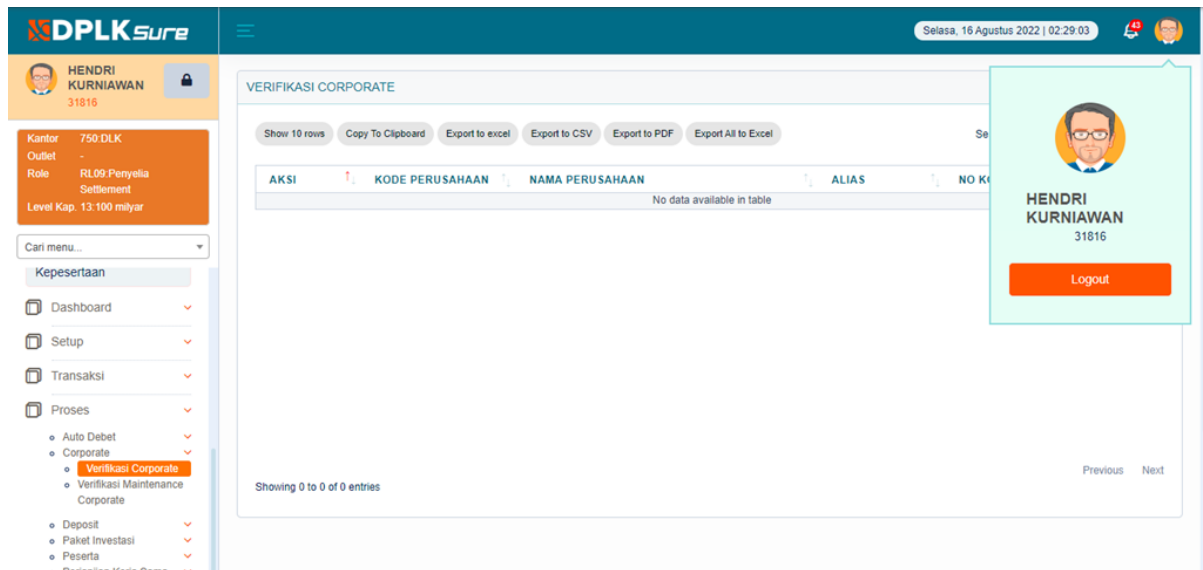 DPLKSure
Selasa, 16 Agustus 2022 | 02:29:03
43
HENDRI
KURNIAWAN
31816
Kantor 750:DLK
Outlet -
Role RL09:Penyelia
Settlement
Level Kap. 13:100 milyar
Cari menu...
Kepesertaan
Dashboard
Setup
Transaksi
Proses
Auto Debet
Corporate
Verifikasi Corporate
Verifikasi Maintenance
Corporate
Deposit
Paket Investasi
Peserta
VERIFIKASI CORPORATE
Show 10 rows Copy To Clipboard Export to excel Export to CSV Export to PDF Export All to Excel Se
AKSI KODE PERUSAHAAN NAMA PERUSAHAAN ALIAS NO K
No data available in table
Showing 0 to 0 of 0 entries
Previous Next
HENDRI
KURNIAWAN
31816
Logout